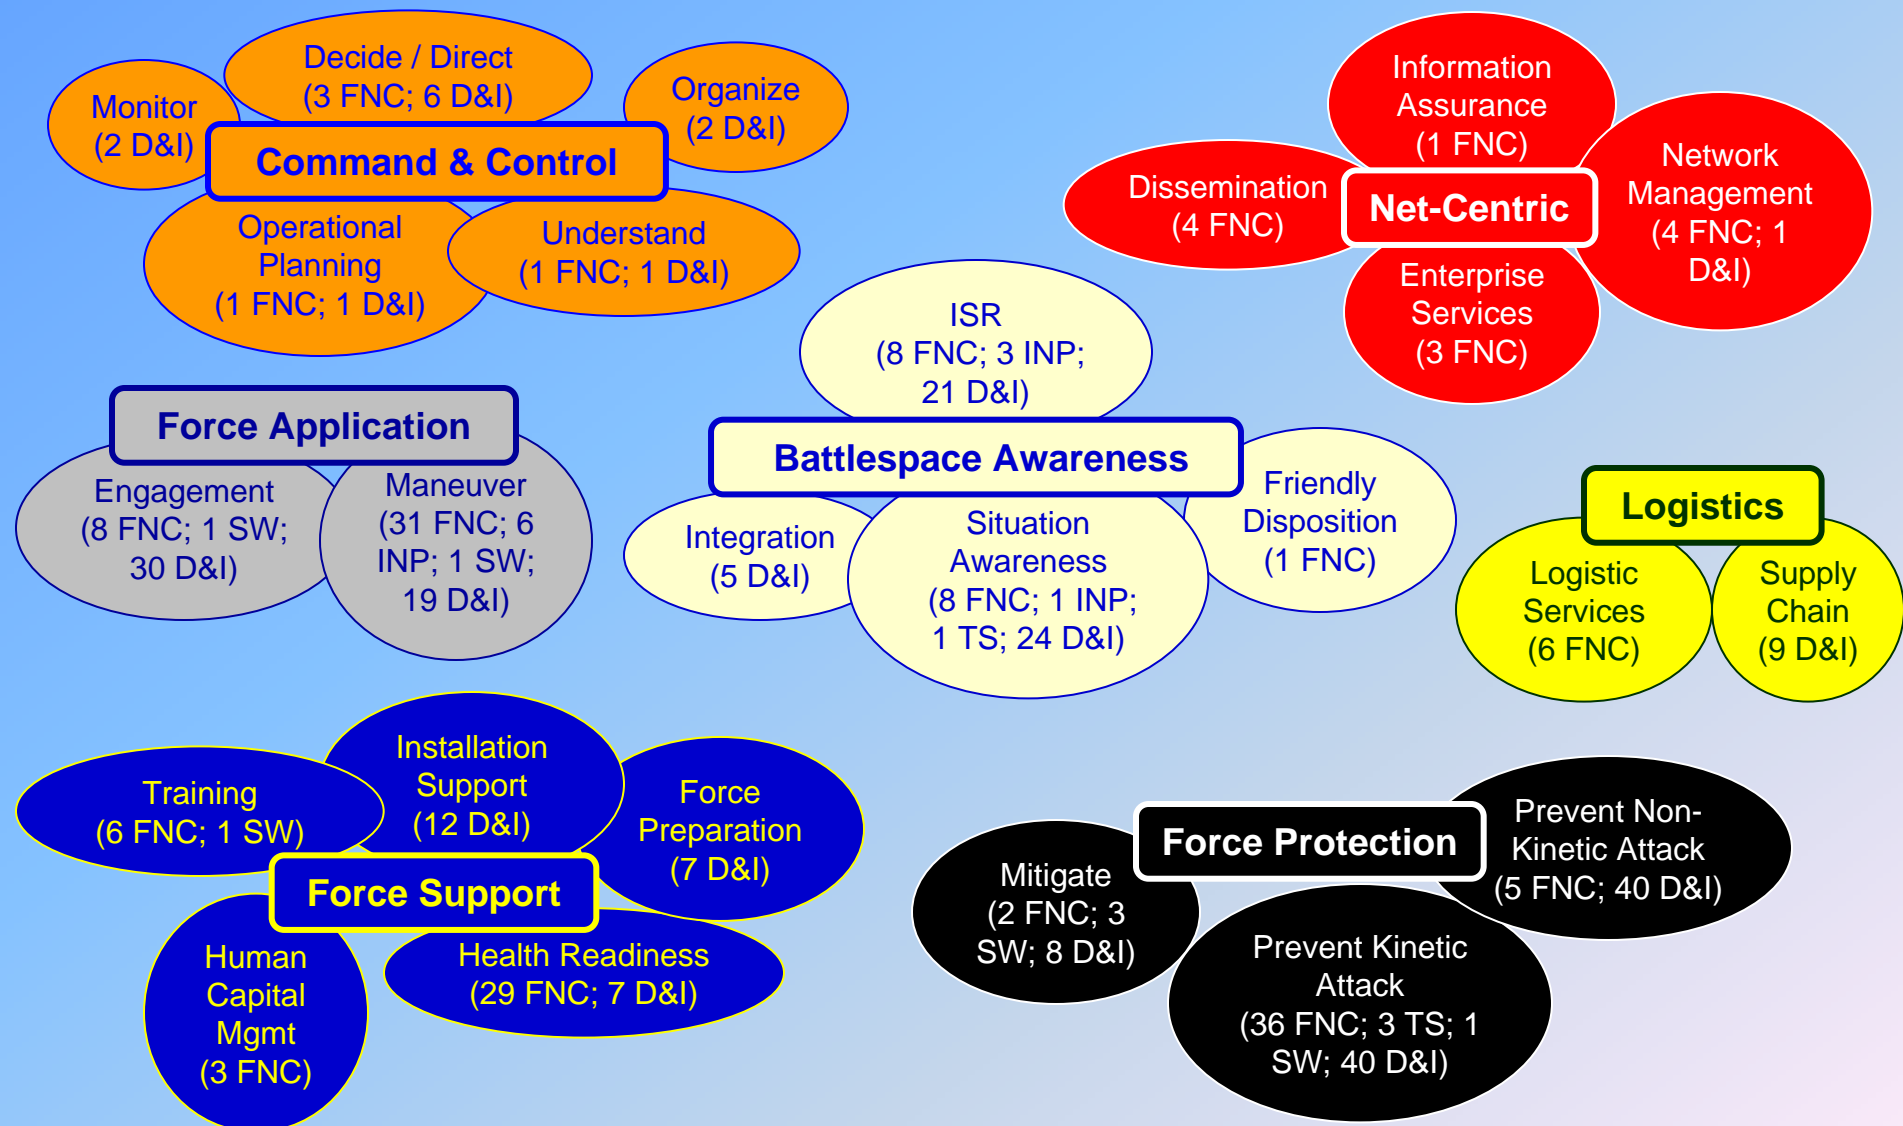 Decide / Direct
(3 FNC; 6 D&I)
Monitor
(2 D&I)
Organize
(2 D&I)
Command & Control
Operational
Planning
(1 FNC; 1 D&I)
Understand
(1 FNC; 1 D&I)
Information
Assurance
(1 FNC)
Dissemination
(4 FNC)
Net-Centric
Network
Management
(4 FNC; 1
D&I)
Enterprise
Services
(3 FNC)
Force Application
Engagement
(8 FNC; 1 SW;
30 D&I)
Maneuver
(31 FNC; 6
INP; 1 SW;
19 D&I)
ISR
(8 FNC; 3 INP;
21 D&I)
Battlespace Awareness
Integration
(5 D&I)
Situation
Awareness
(8 FNC; 1 INP;
1 TS; 24 D&I)
Friendly
Disposition
(1 FNC)
Logistics
Logistic
Services
(6 FNC)
Supply
Chain
(9 D&I)
Training
(6 FNC; 1 SW)
Installation
Support
(12 D&I)
Force
Preparation
(7 D&I)
Force Support
Human
Capital
Mgmt
(3 FNC)
Health Readiness
(29 FNC; 7 D&I)
Force Protection
Mitigate
(2 FNC; 3
SW; 8 D&I)
Prevent Kinetic
Attack
(36 FNC; 3 TS; 1
SW; 40 D&I)
Prevent Non-
Kinetic Attack
(5 FNC; 40 D&I)